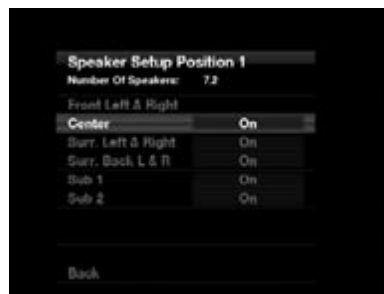 Speaker Setup Position 1
Number Of Speakers: 7.2
Front Left & Right
Center On
Surr. Left & Right On
Surr. Back L & R On
Sub 1 On
Sub 2 On
Back